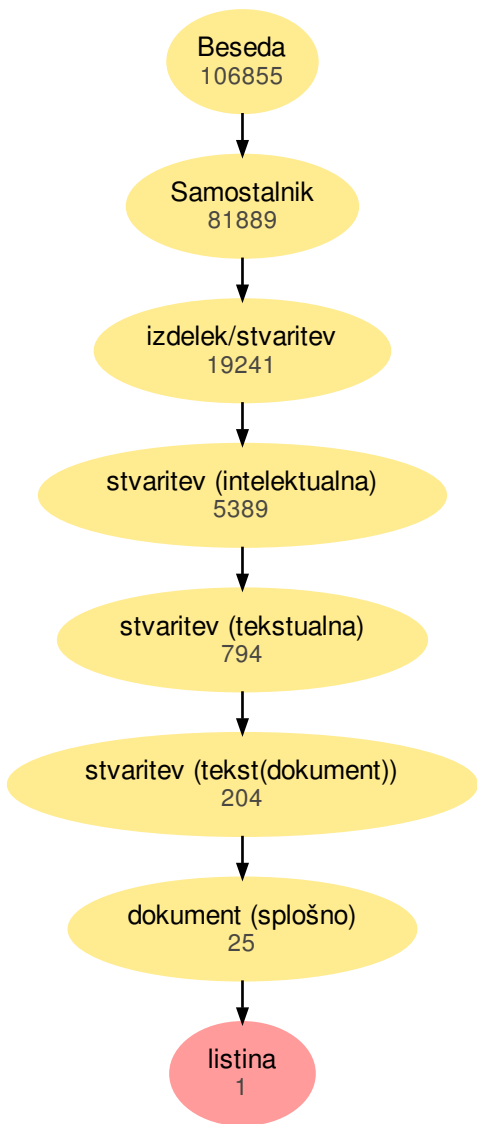 Beseda
106855
Samostalnik
81889
izdelek/stvaritev
19241
stvaritev (intelektualna)
5389
stvaritev (tekstualna)
794
stvaritev (tekst(dokument))
204
dokument (splošno)
25
listina
1